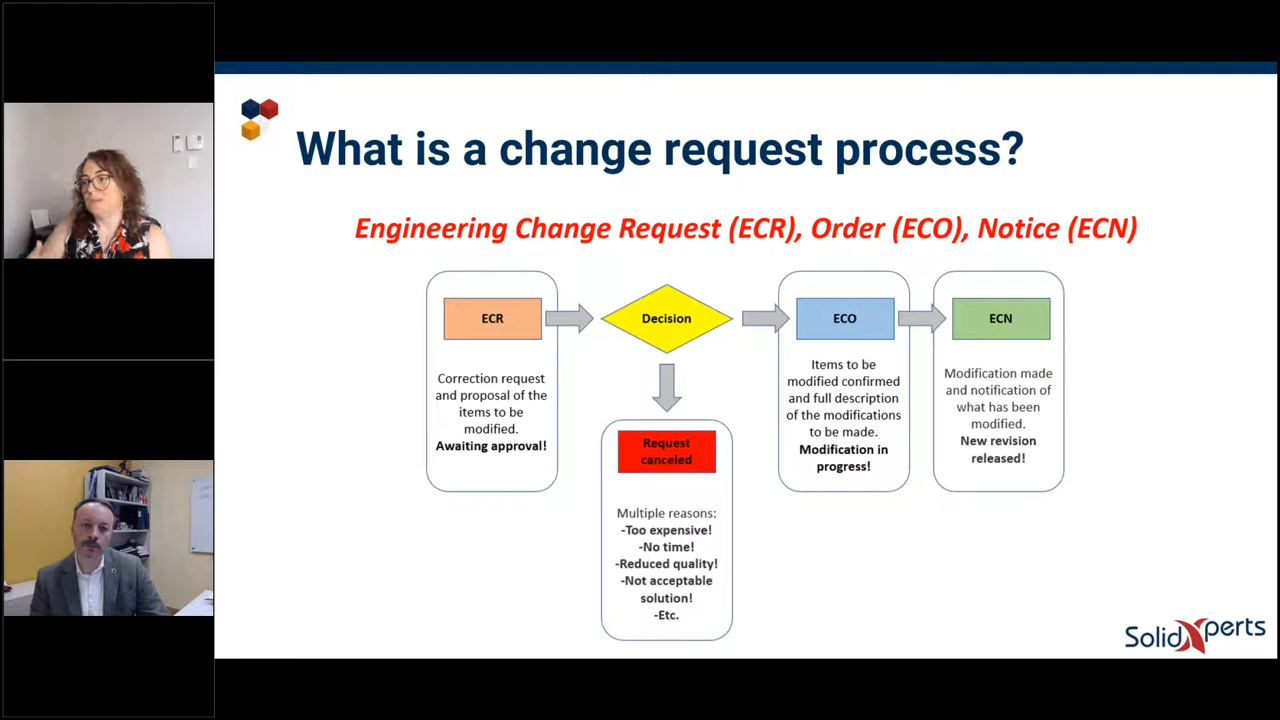 What is a change request process?
Engineering Change Request (ECR), Order (ECO), Notice (ECN)
ECR
Correction request
and proposal of the
items to be
modified.
Awaiting approval!
Decision
Request
canceled
Multiple reasons:
-Too expensive!
-No time!
-Reduced quality!
-Not acceptable
solution!
-Etc.
ECO
Items to be
modified confirmed
and full description
of the modifications
to be made.
Modification in
progress!
ECN
Modification made
and notification of
what has been
modified.
New revision
released!
SolidXperts